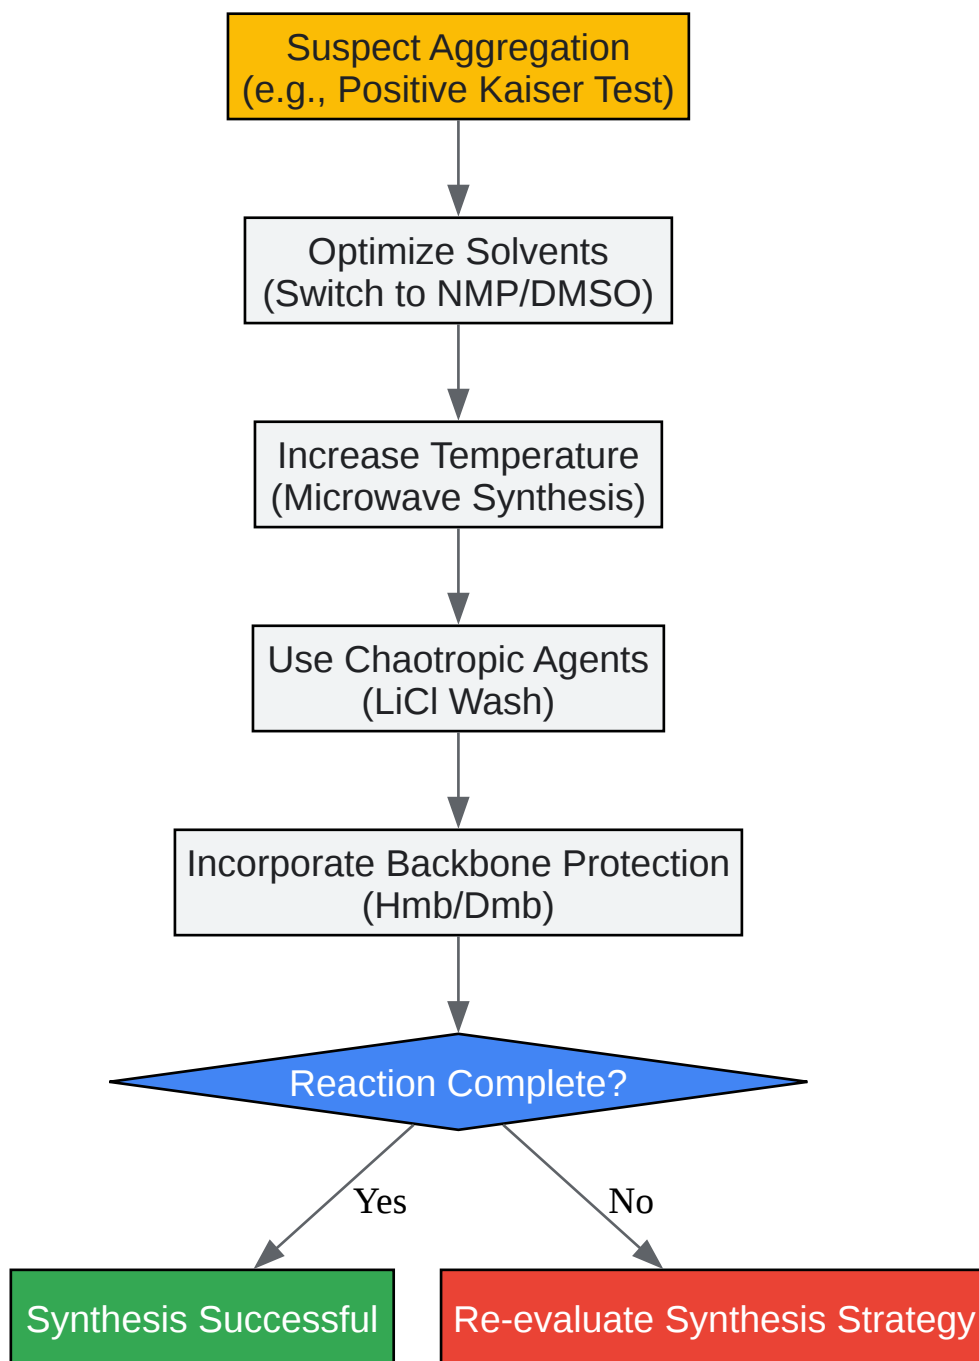 Suspect Aggregation
(e.g., Positive Kaiser Test)
Optimize Solvents
(Switch to NMP/DMSO)
Increase Temperature
(Microwave Synthesis)
Use Chaotropic Agents
(LiCl Wash)
Incorporate Backbone Protection
(Hmb/Dmb)
Reaction Complete?
Yes
No
Synthesis Successful
Re-evaluate Synthesis Strategy